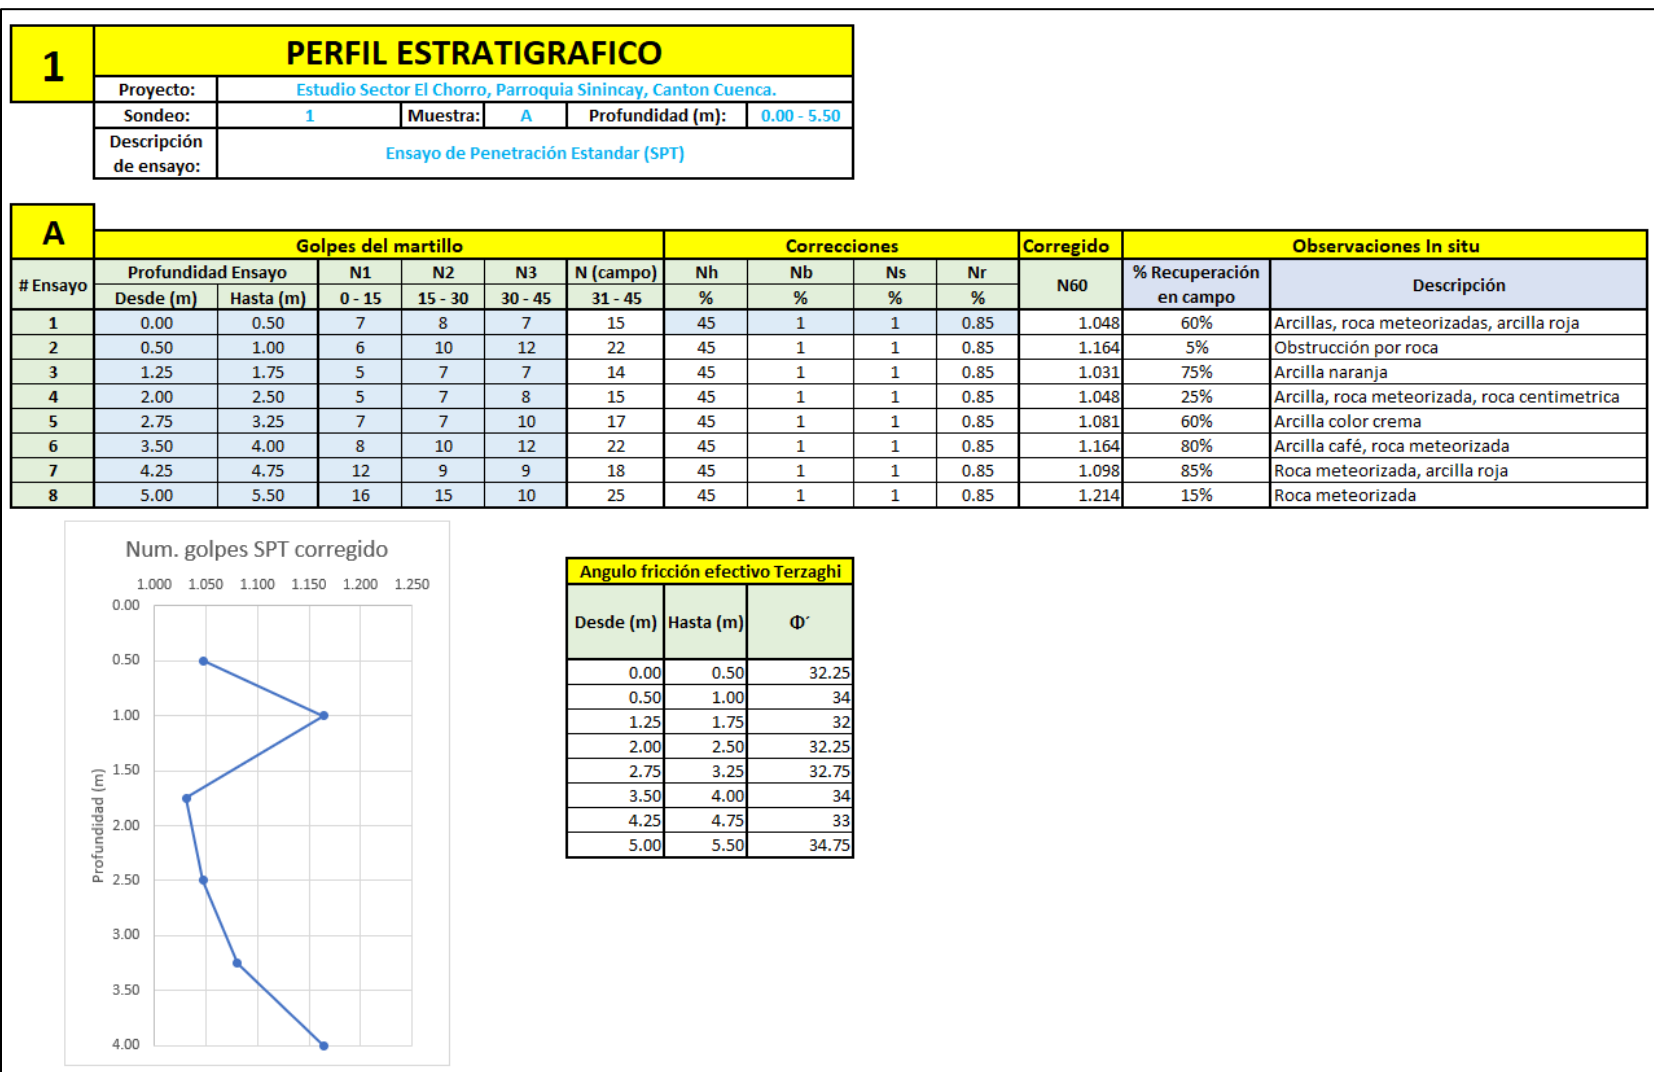 1
PERFIL ESTRATIGRAFICO
Proyecto: Estudio Sector El Chorro, Parroquia Sinincay, Canton Cuenca.
Sondeo: 1 Muestra: A Profundidad (m): 0.00 - 5.50
Descripción de ensayo: Ensayo de Penetración Estandar (SPT)
A
Golpes del martillo Correcciones Corregido Observaciones In situ
# Ensayo Profundidad Ensayo N1 N2 N3 N (campo) Nh Nb Ns Nr N60 % Recuperación en campo Descripción
Desde (m) Hasta (m) 0 - 15 15 - 30 30 - 45 31 - 45 % % % %
1 0.00 0.50 7 8 7 15 45 1 1 0.85 1.048 60% Arcillas, roca meteorizadas, arcilla roja
2 0.50 1.00 6 10 12 22 45 1 1 0.85 1.164 5% Obstrucción por roca
3 1.25 1.75 5 7 7 14 45 1 1 0.85 1.031 75% Arcilla naranja
4 2.00 2.50 5 7 8 15 45 1 1 0.85 1.048 25% Arcilla, roca meteorizada, roca centimetrica
5 2.75 3.25 7 7 10 17 45 1 1 0.85 1.081 60% Arcilla color crema
6 3.50 4.00 8 10 12 22 45 1 1 0.85 1.164 80% Arcilla café, roca meteorizada
7 4.25 4.75 12 9 9 18 45 1 1 0.85 1.098 85% Roca meteorizada, arcilla roja
8 5.00 5.50 16 15 10 25 45 1 1 0.85 1.214 15% Roca meteorizada
Num. golpes SPT corregido
1.000 1.050 1.100 1.150 1.200 1.250
0.00
0.50
1.00
1.50
2.00
2.50
3.00
3.50
4.00
Profundidad (m)
Angulo fricción efectivo Terzaghi
Desde (m) Hasta (m) Φ´
0.00 0.50 32.25
0.50 1.00 34
1.25 1.75 32
2.00 2.50 32.25
2.75 3.25 32.75
3.50 4.00 34
4.25 4.75 33
5.00 5.50 34.75